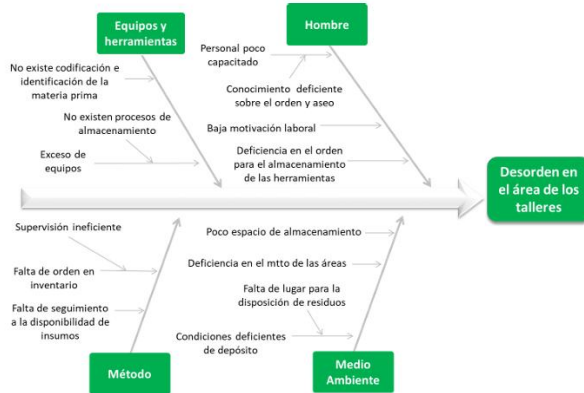 Equipos y
herramientas
Hombre
Personal poco
capacitado
No existe codificación e
identificación de la
materia prima
Conocimiento deficiente
sobre el orden y aseo
No existen procesos de
almacenamiento
Baja motivación laboral
Exceso de
equipos
Deficiencia en el orden
para el almacenamiento
de las herramientas
Desorden en
el área de los
talleres
Supervisión ineficiente
Poco espacio de almacenamiento
Falta de orden en
inventario
Deficiencia en el mtto de las áreas
Falta de lugar para la
disposición de residuos
Falta de seguimiento
a la disponibilidad de
insumos
Condiciones deficientes
de depósito
Método
Medio
Ambiente